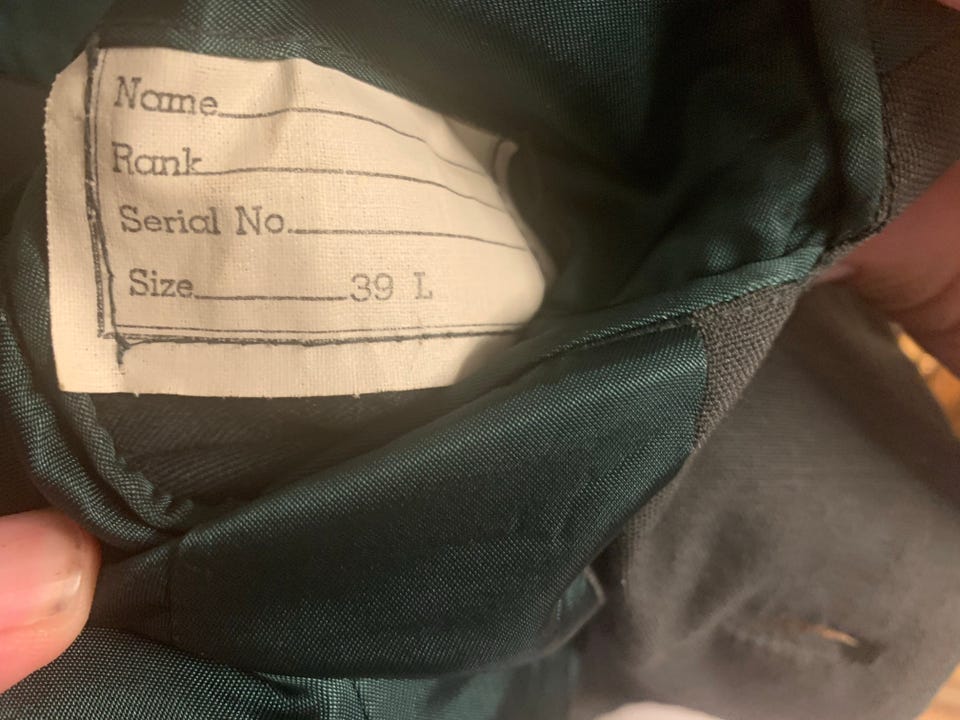 Name
Rank
Serial No.
Size 39 L